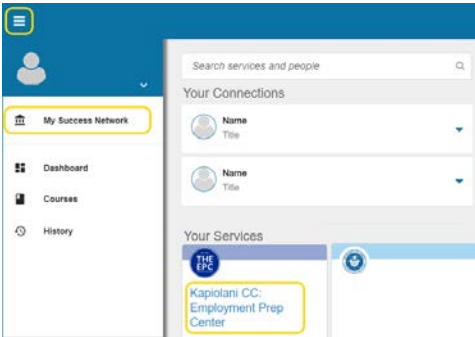 Search services and people
Your Connections
My Success Network
Name
Title
Dashboard
Name
Title
Courses
History
Your Services
THE
EPC
Kapiolani CC:
Employment Prep
Center